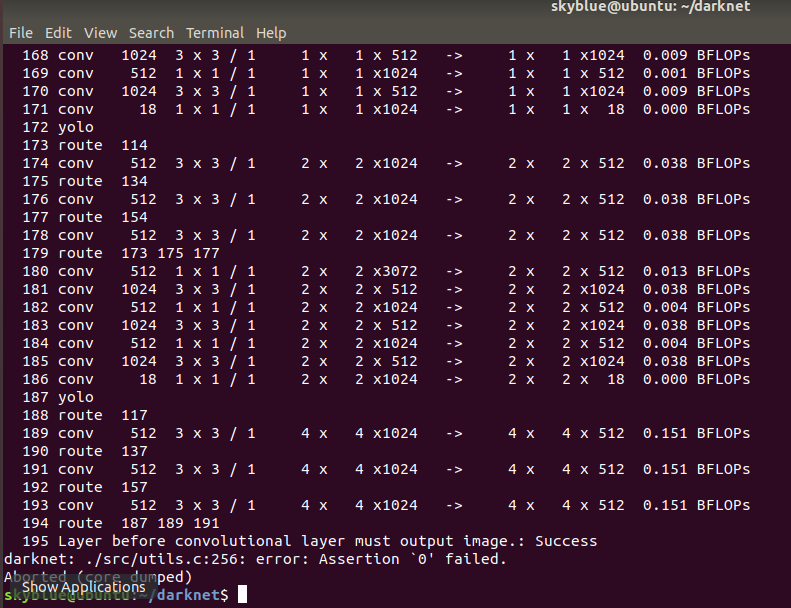 skyblue@ubuntu: ~/darknet
File Edit View Search Terminal Help
168 conv 1024 3 x 3 / 1 1 x 1 x 512 -> 1 x 1 x1024 0.009 BFLOPs
169 conv 512 1 x 1 / 1 1 x 1 x1024 -> 1 x 1 x 512 0.001 BFLOPs
170 conv 1024 3 x 3 / 1 1 x 1 x 512 -> 1 x 1 x1024 0.009 BFLOPs
171 conv 18 1 x 1 / 1 1 x 1 x1024 -> 1 x 1 x 18 0.000 BFLOPs
172 yolo
173 route 114
174 conv 512 3 x 3 / 1 2 x 2 x1024 -> 2 x 2 x 512 0.038 BFLOPs
175 route 134
176 conv 512 3 x 3 / 1 2 x 2 x1024 -> 2 x 2 x 512 0.038 BFLOPs
177 route 154
178 conv 512 3 x 3 / 1 2 x 2 x1024 -> 2 x 2 x 512 0.038 BFLOPs
179 route 173 175 177
180 conv 512 1 x 1 / 1 2 x 2 x3072 -> 2 x 2 x 512 0.013 BFLOPs
181 conv 1024 3 x 3 / 1 2 x 2 x 512 -> 2 x 2 x1024 0.038 BFLOPs
182 conv 512 1 x 1 / 1 2 x 2 x1024 -> 2 x 2 x 512 0.004 BFLOPs
183 conv 1024 3 x 3 / 1 2 x 2 x 512 -> 2 x 2 x1024 0.038 BFLOPs
184 conv 512 1 x 1 / 1 2 x 2 x1024 -> 2 x 2 x 512 0.004 BFLOPs
185 conv 1024 3 x 3 / 1 2 x 2 x 512 -> 2 x 2 x1024 0.038 BFLOPs
186 conv 18 1 x 1 / 1 2 x 2 x1024 -> 2 x 2 x 18 0.000 BFLOPs
187 yolo
188 route 117
189 conv 512 3 x 3 / 1 4 x 4 x1024 -> 4 x 4 x 512 0.151 BFLOPs
190 route 137
191 conv 512 3 x 3 / 1 4 x 4 x1024 -> 4 x 4 x 512 0.151 BFLOPs
192 route 157
193 conv 512 3 x 3 / 1 4 x 4 x1024 -> 4 x 4 x 512 0.151 BFLOPs
194 route 187 189 191
195 Layer before convolutional layer must output image.: Success
darknet: ./src/utils.c:256: error: Assertion `0' failed.
Aborted (core dumped)
Show Applications
skyblue@ubuntu:~/darknet$